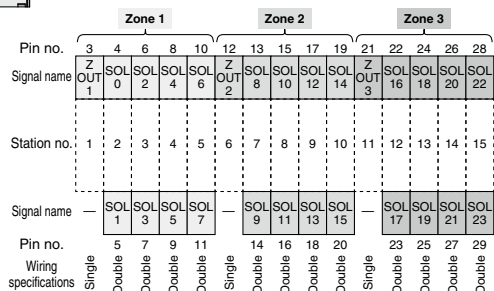 Zone 1 Zone 2 Zone 3
Pin no. 3 4 6 8 10 12 13 15 17 19 21 22 24 26 28
Signal name Z OUT 1 SOL 0 SOL 2 SOL 4 SOL 6 Z OUT 2 SOL 8 SOL 10 SOL 12 SOL 14 Z OUT 3 SOL 16 SOL 18 SOL 20 SOL 22
Station no. 1 2 3 4 5 6 7 8 9 10 11 12 13 14 15
Signal name — SOL 1 SOL 3 SOL 5 SOL 7 — SOL 9 SOL 11 SOL 13 SOL 15 — SOL 17 SOL 19 SOL 21 SOL 23
Pin no. 5 7 9 11 14 16 18 20 23 25 27 29
Wiring specifications Single Double Double Double Double Single Double Double Double Double Single Double Double Double Double